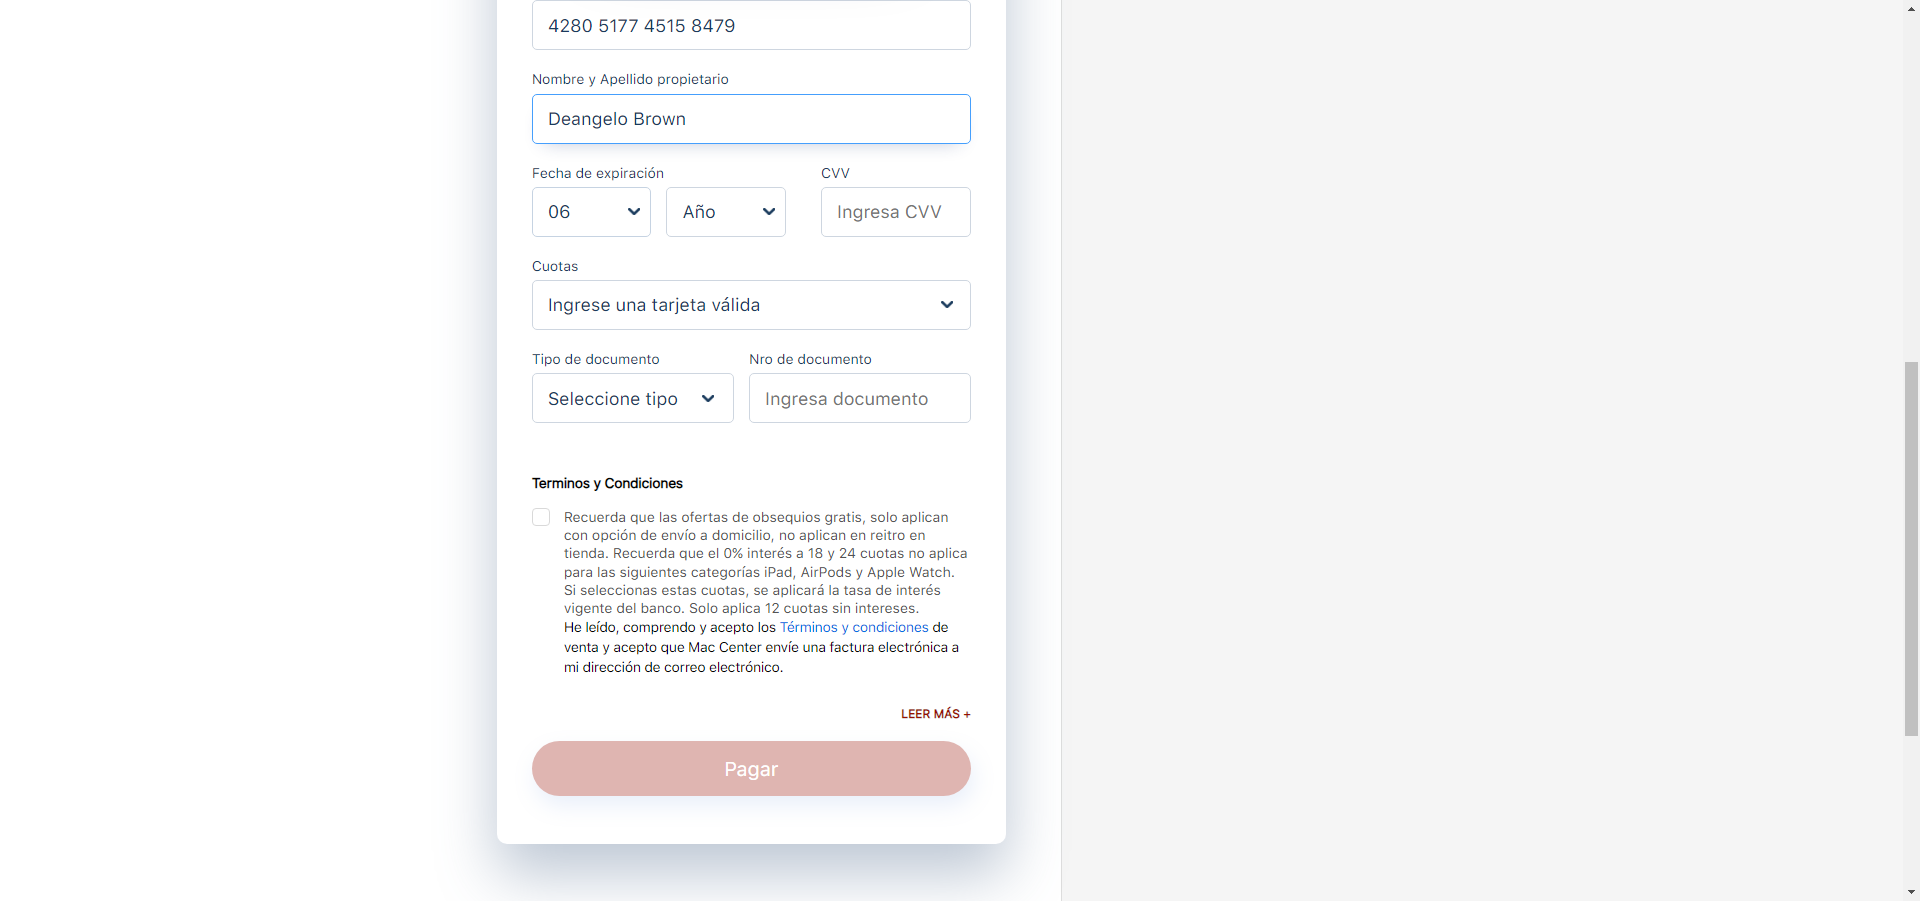 4280 5177 4515 8479
Nombre y Apellido propietario
Deangelo Brown
Fecha de expiración
CVV
06
Año
Ingresa CVV
Cuotas
Ingrese una tarjeta válida
Tipo de documento
Nro de documento
Seleccione tipo
Ingresa documento
Terminos y Condiciones
Recuerda que las ofertas de obsequios gratis, solo aplican
con opción de envío a domicilio, no aplican en reitro en
tienda. Recuerda que el 0% interés a 18 y 24 cuotas no aplica
para las siguientes categorías iPad, AirPods y Apple Watch.
Si seleccionas estas cuotas, se aplicará la tasa de interés
vigente del banco. Solo aplica 12 cuotas sin intereses.
He leído, comprendo y acepto los Términos y condiciones de
venta y acepto que Mac Center envíe una factura electrónica a
mi dirección de correo electrónico.
LEER MÁS +
Pagar